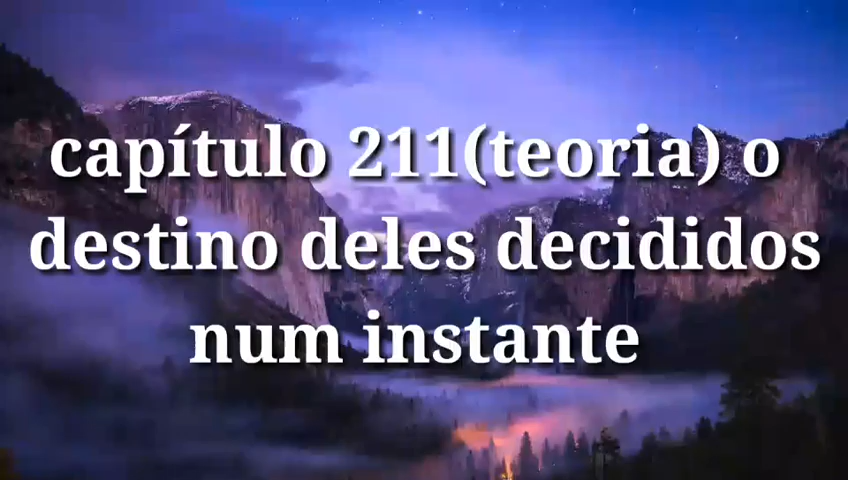 capítulo 211(teoria) o
destino deles decididos
num instante